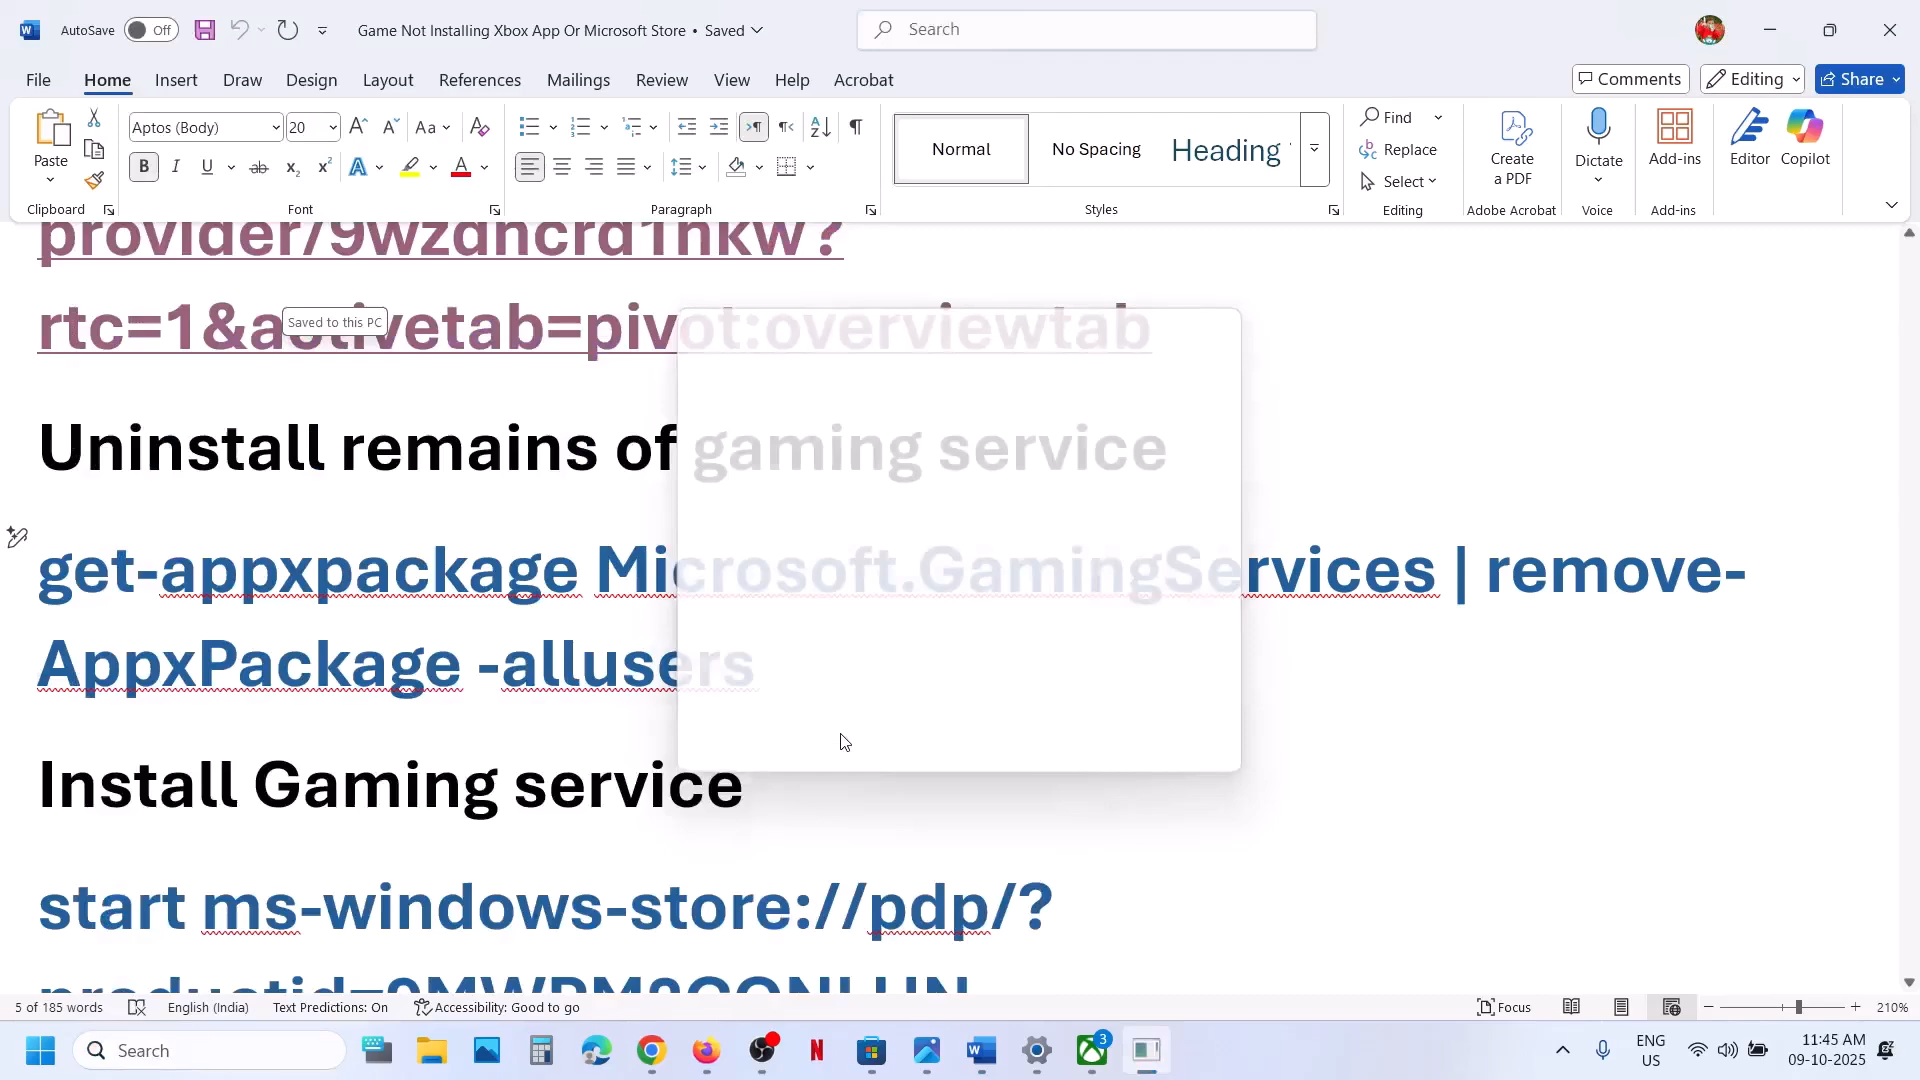 AutoSave Off Game Not Installing Xbox App Or Microsoft Store • Saved Search
File Home Insert Draw Design Layout References Mailings Review View Help Acrobat Comments Editing Share
Paste Aptos (Body) 20 Normal No Spacing Heading Find Replace Select Create a PDF Dictate Add-ins Editor Copilot
Clipboard Font Paragraph Styles Editing Adobe Acrobat Voice Add-ins
provider/9wzdncrd1hkw?
rtc=1&activetab=pivot:overviewtab
Saved to this PC
Uninstall remains of gaming service
get-appxpackage Microsoft.GamingServices | remove-
AppxPackage -allusers
Install Gaming service
start ms-windows-store://pdp/?
5 of 185 words English (India) Text Predictions: On Accessibility: Good to go Focus 210%
Search 3 ENG US 11:45 AM 09-10-2025